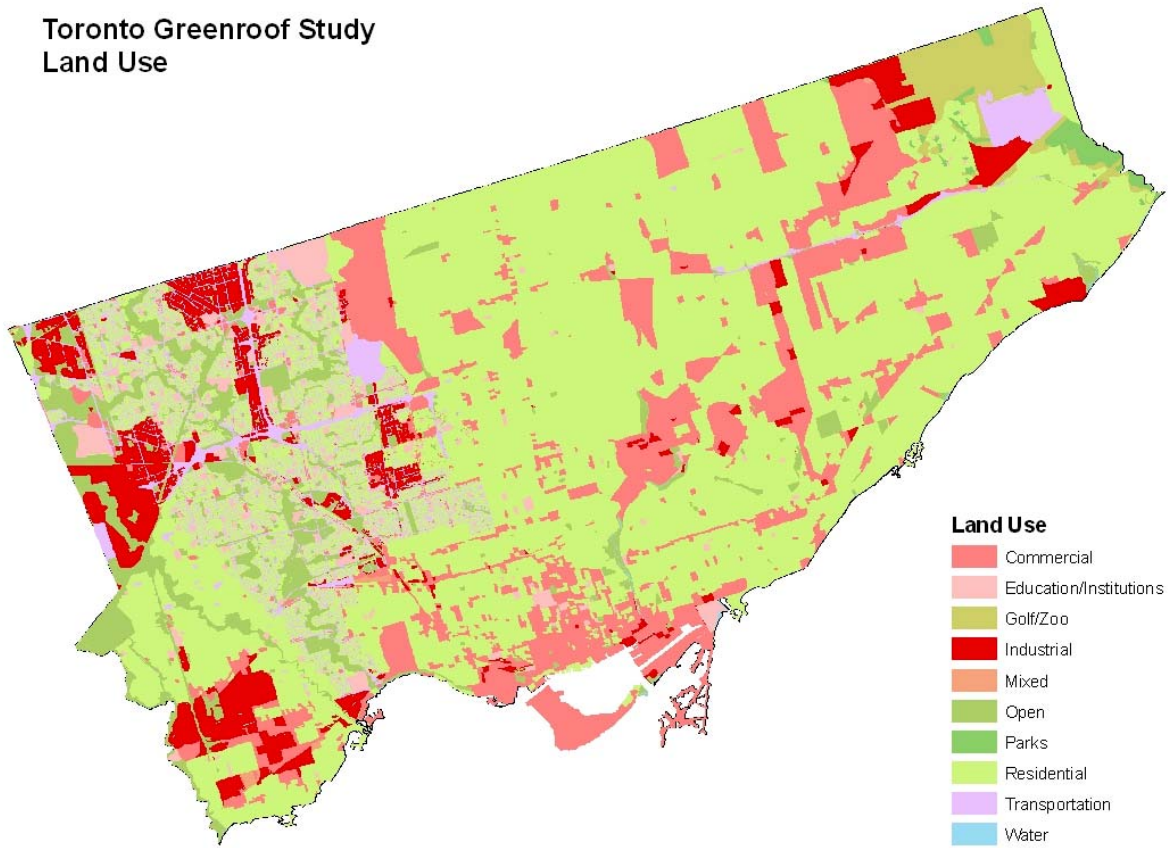 Toronto Greenroof Study
Land Use
Land Use
Commercial
Education/Institutions
Golf/Zoo
Industrial
Mixed
Open
Parks
Residential
Transportation
Water